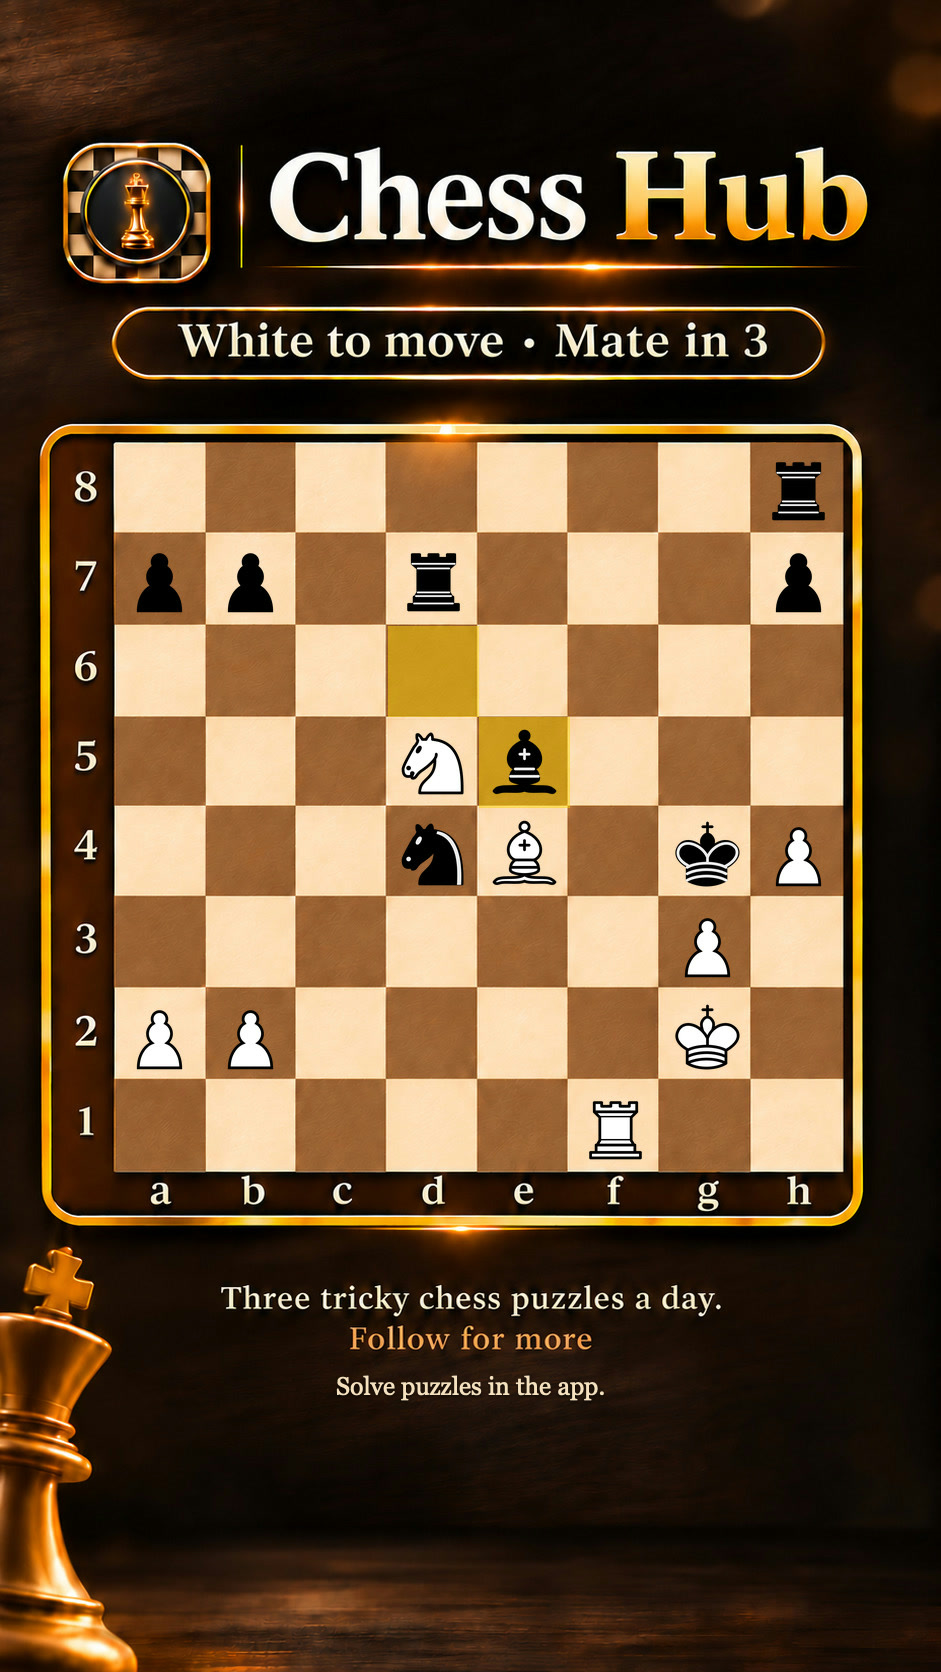 Chess Hub
White to move • Mate in 3
8
7
6
5
4
3
2
1
a b c d e f g h
Three tricky chess puzzles a day.
Follow for more
Solve puzzles in the app.